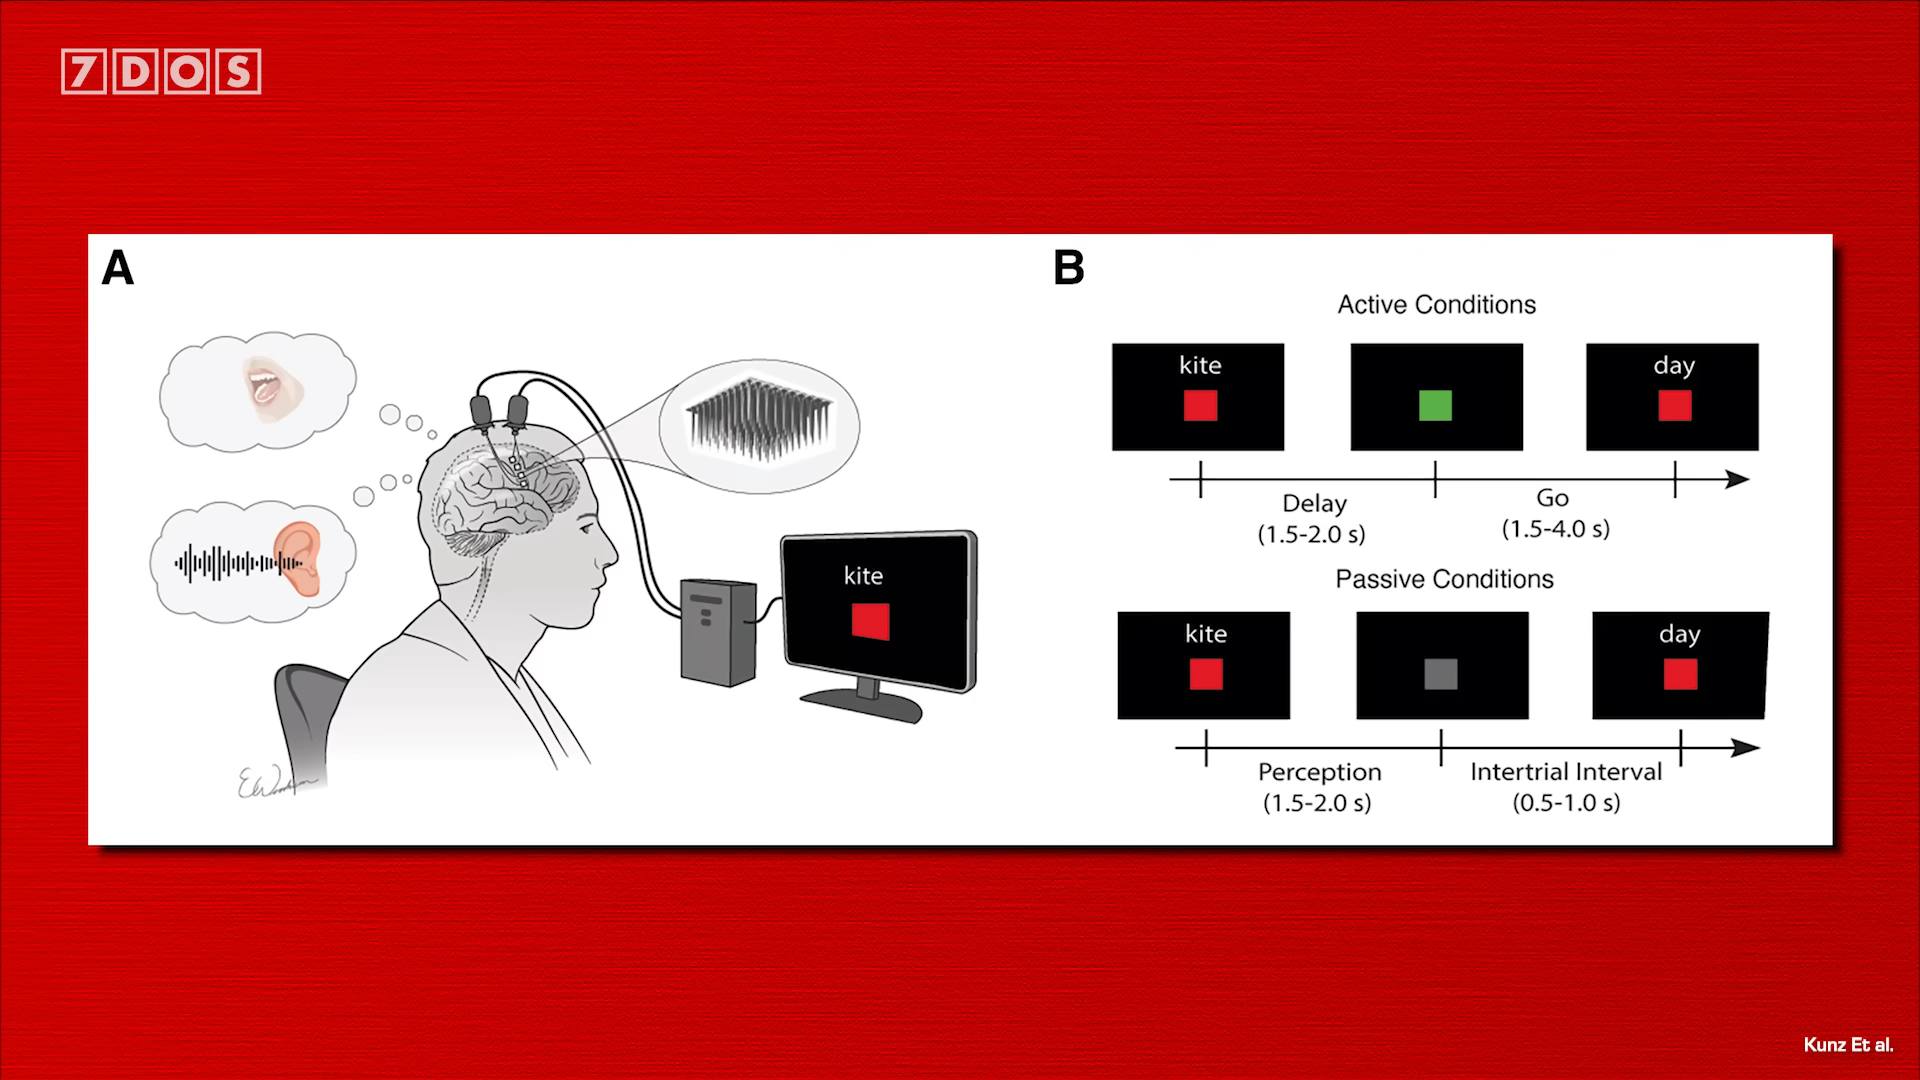 7DOS
A
kite
B
Active Conditions
kite
day
Delay
(1.5-2.0 s)
Go
(1.5-4.0 s)
Passive Conditions
kite
day
Perception
(1.5-2.0 s)
Intertrial Interval
(0.5-1.0 s)
Kunz Et al.